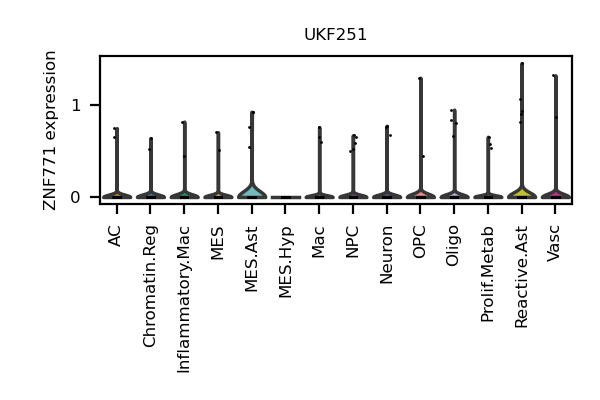 UKF251
ZNF771 expression
1
0
AC
Chromatin.Reg
Inflammatory.Mac
MES
MES.Ast
MES.Hyp
Mac
NPC
Neuron
OPC
Oligo
Prolif.Metab
Reactive.Ast
Vasc